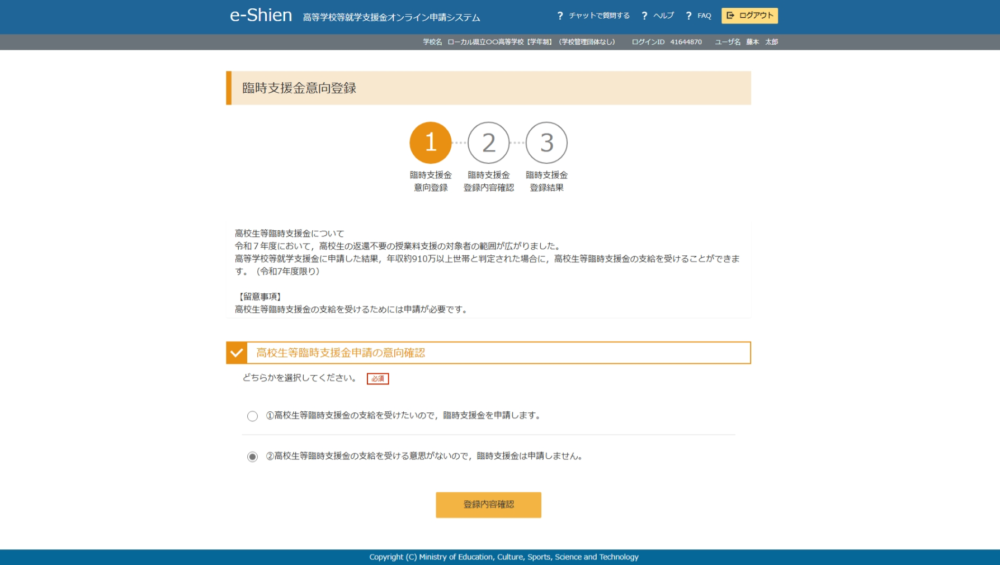 e-Shien 高等学校等就学支援金オンライン申請システム ? チャットで質問する ? ヘルプ ? FAQ ログアウト
学校名 ローカル県立〇〇高等学校【学年制】（学校管理団体なし） ログインID 41644870 ユーザ名 藤本 太郎
臨時支援金意向登録
1 2 3
臨時支援金 臨時支援金 臨時支援金
意向登録 登録内容確認 登録結果
高校生等臨時支援金について
令和７年度において，高校生の返還不要の授業料支援の対象者の範囲が広がりました。
高等学校等就学支援金に申請した結果，年収約910万以上世帯と判定された場合に，高校生等臨時支援金の支給を受けることができま
す。（令和7年度限り）
【留意事項】
高校生等臨時支援金の支給を受けるためには申請が必要です。
高校生等臨時支援金申請の意向確認
どちらかを選択してください。 必須
①高校生等臨時支援金の支給を受けたいので，臨時支援金を申請します。
②高校生等臨時支援金の支給を受ける意思がないので，臨時支援金は申請しません。
登録内容確認
Copyright (C) Ministry of Education, Culture, Sports, Science and Technology